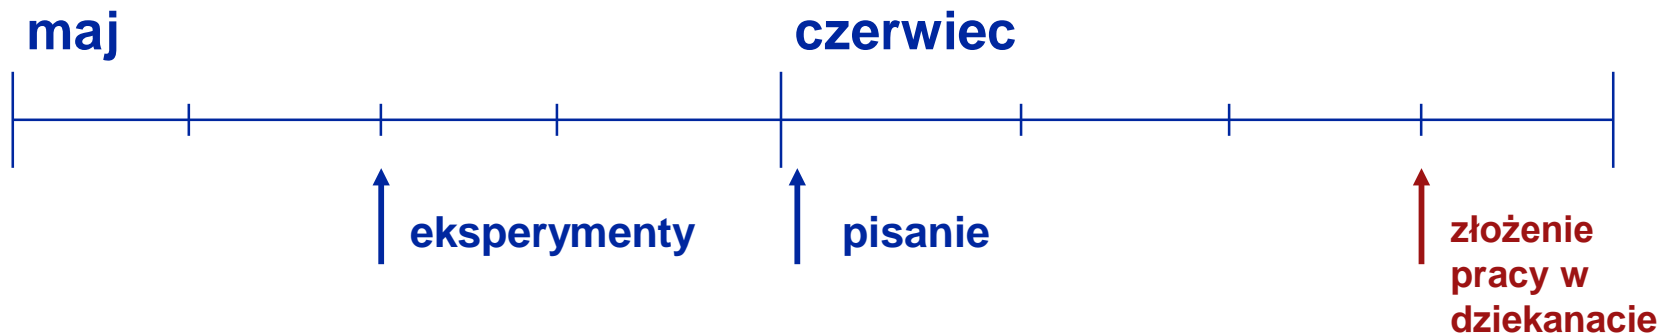 maj
czerwiec
eksperymenty
pisanie
złożenie
pracy w
dziekanacie